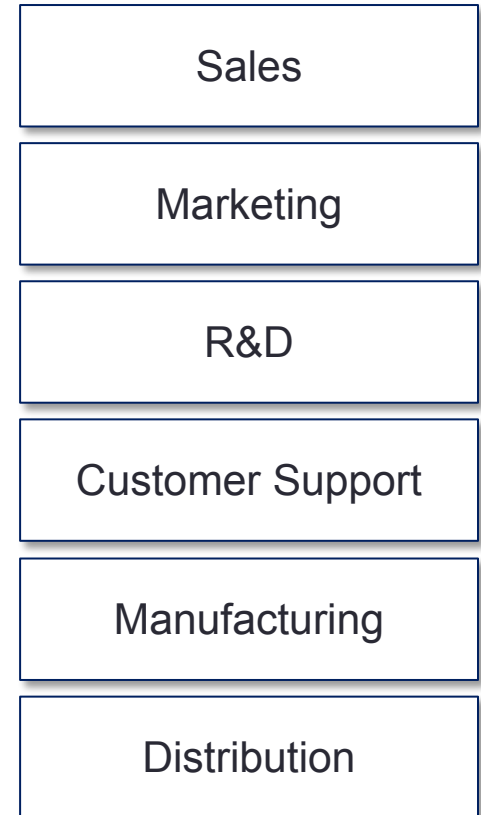 Sales
Marketing
R&D
Customer Support
Manufacturing
Distribution